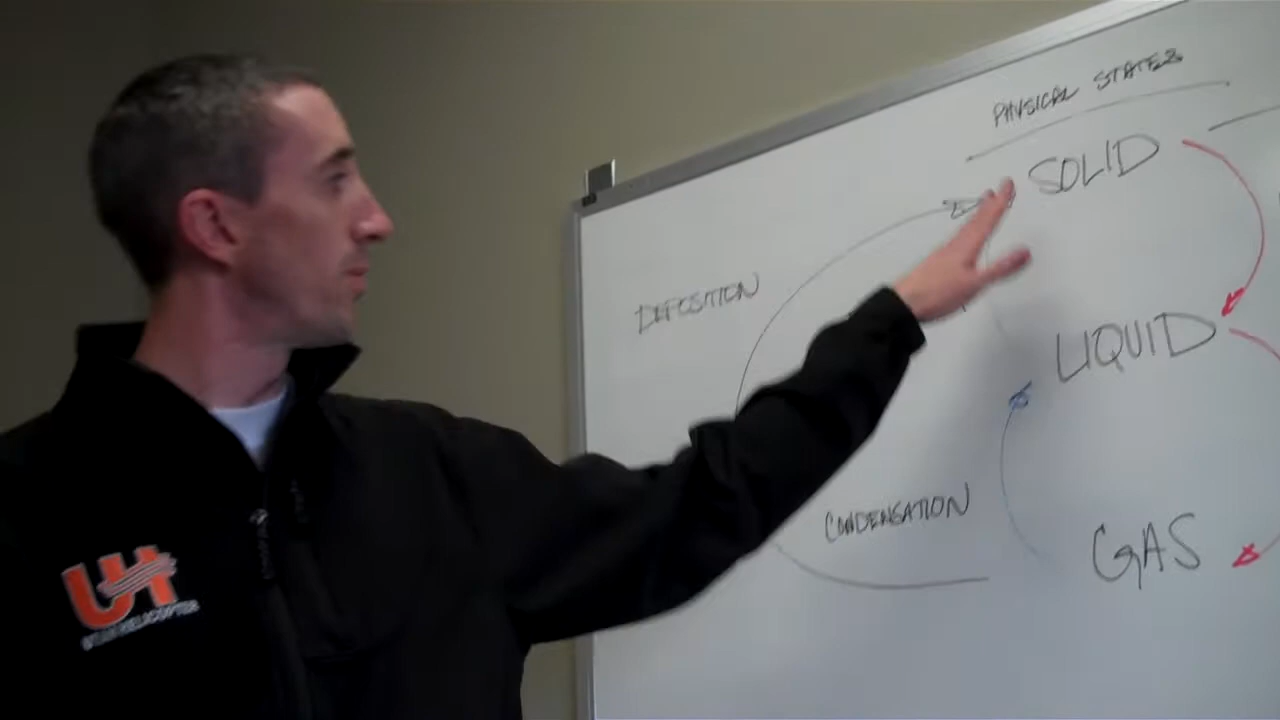 PHYSICAL STATES
SOLID
DEPOSITION
LIQUID
CONDENSATION
GAS
UH